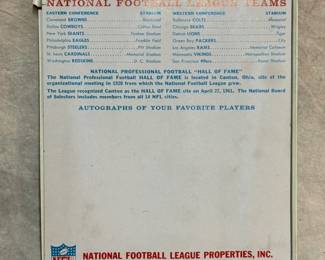 NATIONAL FOOTBALL LEAGUE TEAMS
EASTERN CONFERENCE STADIUM WESTERN CONFERENCE STADIUM
Cleveland BROWNS Municipal Baltimore COLTS Memorial
Dallas COWBOYS Cotton Bowl Chicago BEARS Wrigley
New York GIANTS Yankee Stadium Detroit LIONS Tiger
Philadelphia EAGLES Franklin Field Green Bay PACKERS City
Pittsburgh STEELERS Pitt Stadium Los Angeles RAMS Memorial Coliseum
St. Louis CARDINALS Memorial Stadium Minnesota VIKINGS Metropolitan Stadium
Washington REDSKINS D. C. Stadium San Francisco 49ers Kezar Stadium
NATIONAL PROFESSIONAL FOOTBALL "HALL OF FAME"
The National Professional Football HALL OF FAME is located in Canton, Ohio, site of the
organizational meeting in 1920 from which the National Football League grew.
The League recognized Canton as the HALL OF FAME site on April 27, 1961. The National Board
of Selectors includes members from all 14 NFL cities.
AUTOGRAPHS OF YOUR FAVORITE PLAYERS
NFL
NATIONAL FOOTBALL LEAGUE PROPERTIES, INC.